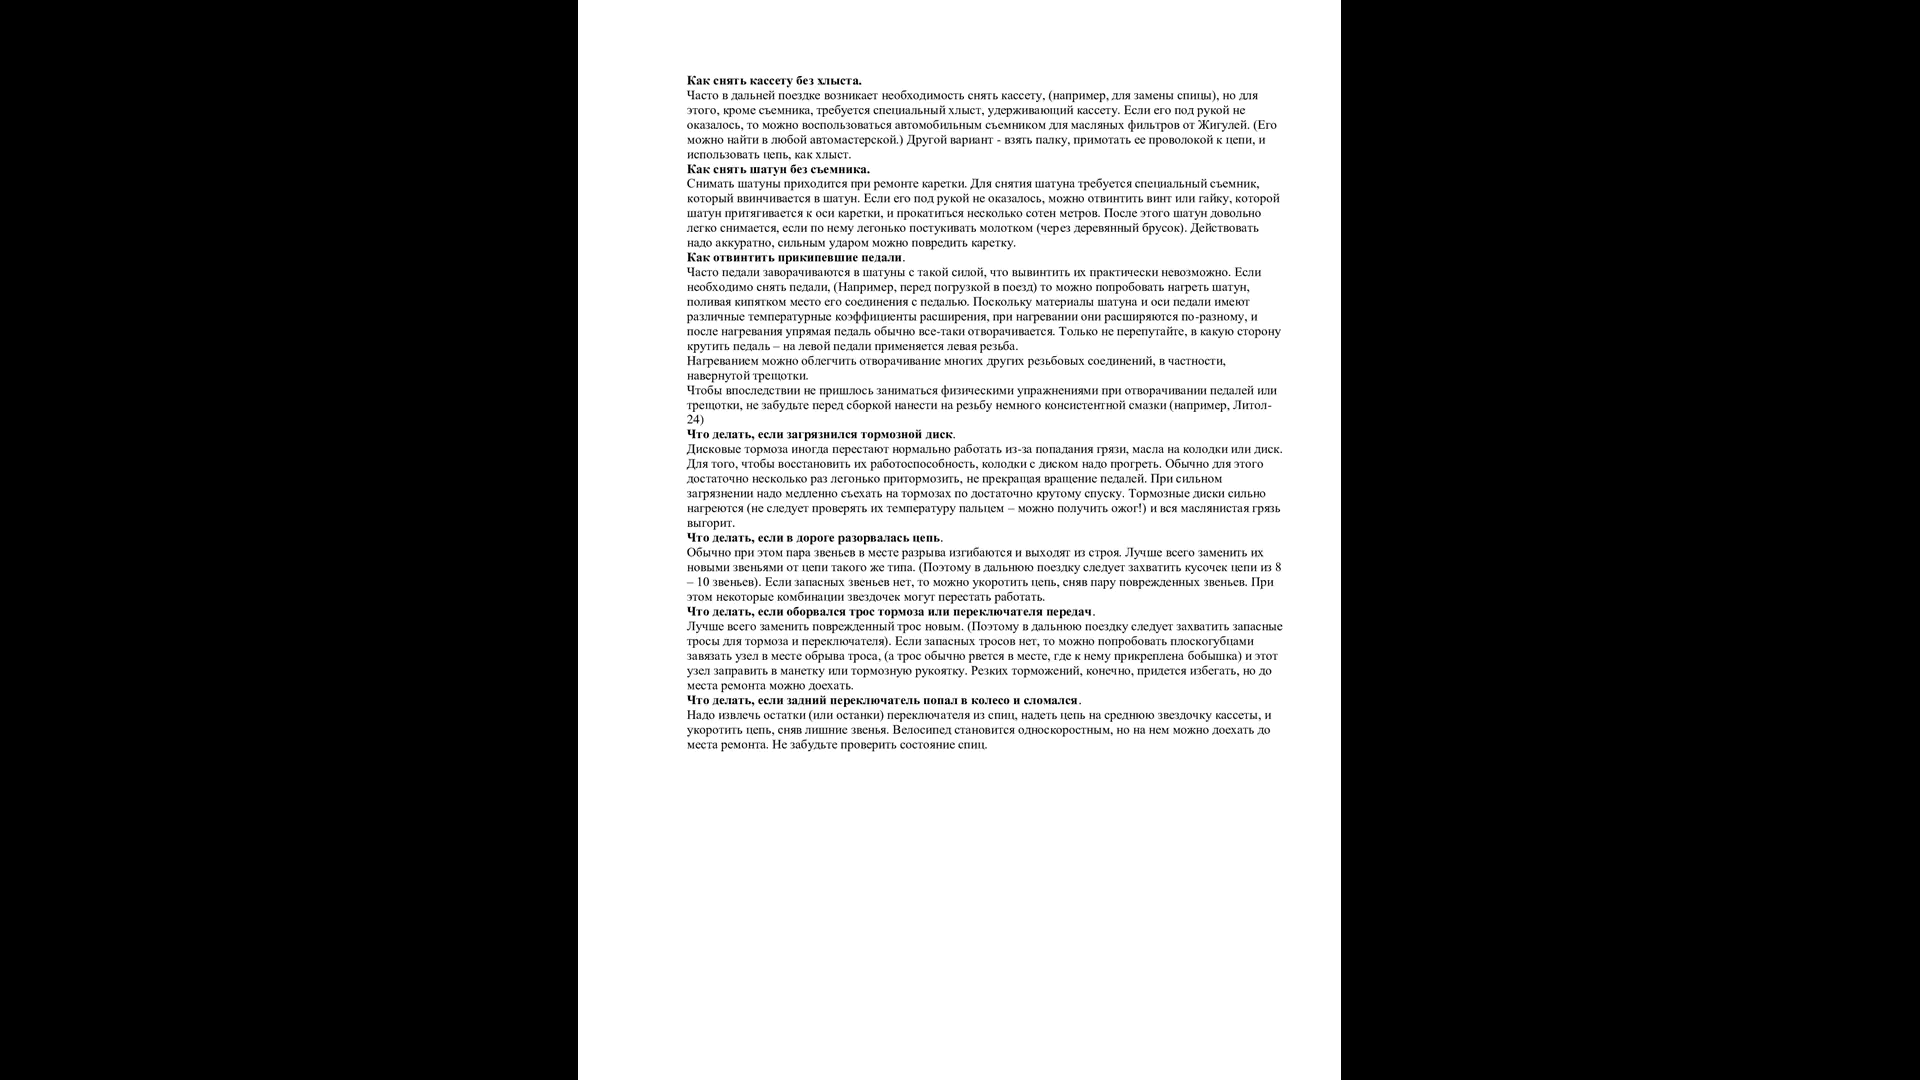 Как снять кассету без хлыста.
Часто в дальней поездке возникает необходимость снять кассету, (например, для замены спицы), но для
этого, кроме съемника, требуется специальный хлыст, удерживающий кассету. Если его под рукой не
оказалось, то можно воспользоваться автомобильным съемником для масляных фильтров от Жигулей. (Его
можно найти в любой автомастерской.) Другой вариант - взять палку, примотать ее проволокой к цепи, и
использовать цепь, как хлыст.
Как снять шатун без съемника.
Снимать шатуны приходится при ремонте каретки. Для снятия шатуна требуется специальный съемник,
который ввинчивается в шатун. Если его под рукой не оказалось, можно отвинтить винт или гайку, которой
шатун притягивается к оси каретки, и прокатиться несколько сотен метров. После этого шатун довольно
легко снимается, если по нему легонько постукивать молотком (через деревянный брусок). Действовать
надо аккуратно, сильным ударом можно повредить каретку.
Как отвинтить прикипевшие педали.
Часто педали заворачиваются в шатуны с такой силой, что вывинтить их практически невозможно. Если
необходимо снять педали, (Например, перед погрузкой в поезд) то можно попробовать нагреть шатун,
поливая кипятком место его соединения с педалью. Поскольку материалы шатуна и оси педали имеют
различные температурные коэффициенты расширения, при нагревании они расширяются по-разному, и
после нагревания упрямая педаль обычно все-таки отворачивается. Только не перепутайте, в какую сторону
крутить педаль – на левой педали применяется левая резьба.
Нагреванием можно облегчить отворачивание многих других резьбовых соединений, в частности,
навернутой трещотки.
Чтобы впоследствии не пришлось заниматься физическими упражнениями при отворачивании педалей или
трещотки, не забудьте перед сборкой нанести на резьбу немного консистентной смазки (например, Литол-
24)
Что делать, если загрязнился тормозной диск.
Дисковые тормоза иногда перестают нормально работать из-за попадания грязи, масла на колодки или диск.
Для того, чтобы восстановить их работоспособность, колодки с диском надо прогреть. Обычно для этого
достаточно несколько раз легонько притормозить, не прекращая вращение педалей. При сильном
загрязнении надо медленно съехать на тормозах по достаточно крутому спуску. Тормозные диски сильно
нагреются (не следует проверять их температуру пальцем – можно получить ожог!) и вся маслянистая грязь
выгорит.
Что делать, если в дороге разорвалась цепь.
Обычно при этом пара звеньев в месте разрыва изгибаются и выходят из строя. Лучше всего заменить их
новыми звеньями от цепи такого же типа. (Поэтому в дальнюю поездку следует захватить кусочек цепи из 8
– 10 звеньев). Если запасных звеньев нет, то можно укоротить цепь, сняв пару поврежденных звеньев. При
этом некоторые комбинации звездочек могут перестать работать.
Что делать, если оборвался трос тормоза или переключателя передач.
Лучше всего заменить поврежденный трос новым. (Поэтому в дальнюю поездку следует захватить запасные
тросы для тормоза и переключателя). Если запасных тросов нет, то можно попробовать плоскогубцами
завязать узел в месте обрыва троса, (а трос обычно рвется в месте, где к нему прикреплена бобышка) и этот
узел заправить в манетку или тормозную рукоятку. Резких торможений, конечно, придется избегать, но до
места ремонта можно доехать.
Что делать, если задний переключатель попал в колесо и сломался.
Надо извлечь остатки (или останки) переключателя из спиц, надеть цепь на среднюю звездочку кассеты, и
укоротить цепь, сняв лишние звенья. Велосипед становится односкоростным, но на нем можно доехать до
места ремонта. Не забудьте проверить состояние спиц.